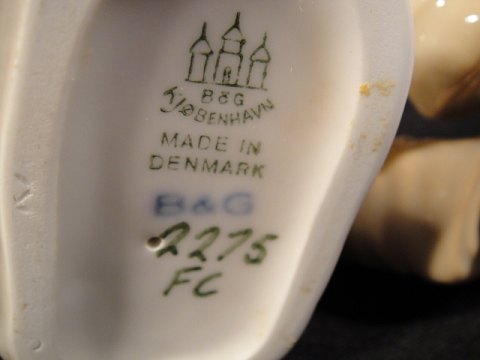 B&G
KJØBENHAVN
MADE IN
DENMARK
B&G
2275
FC